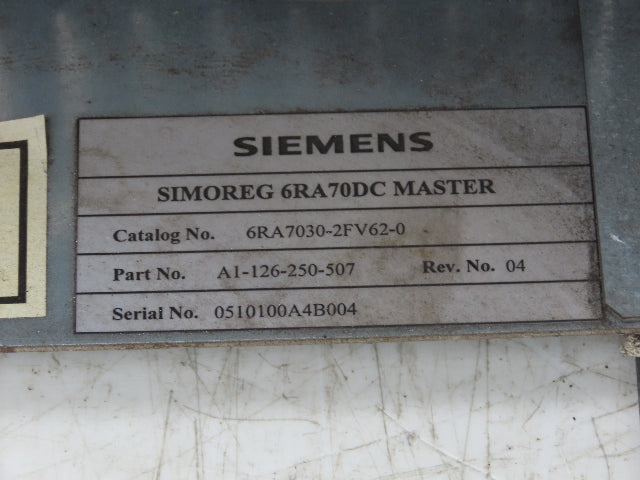 SIEMENS
SIMOREG 6RA70DC MASTER
Catalog No. 6RA7030-2FV62-0
Part No. A1-126-250-507 Rev. No. 04
Serial No. 0510100A4B004